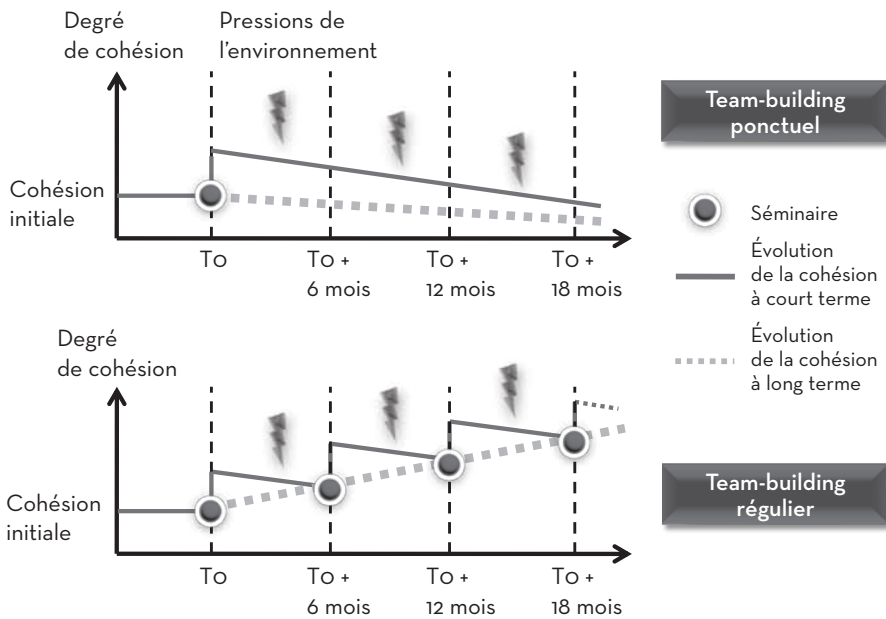 Degré
de cohésion
Pressions de
l'environnement
Cohésion
initiale
To
To +
6 mois
To +
12 mois
To +
18 mois
Team-building
ponctuel
Séminaire
Évolution
de la cohésion
à court terme
Évolution
de la cohésion
à long terme
Degré
de cohésion
Cohésion
initiale
To
To +
6 mois
To +
12 mois
To +
18 mois
Team-building
régulier